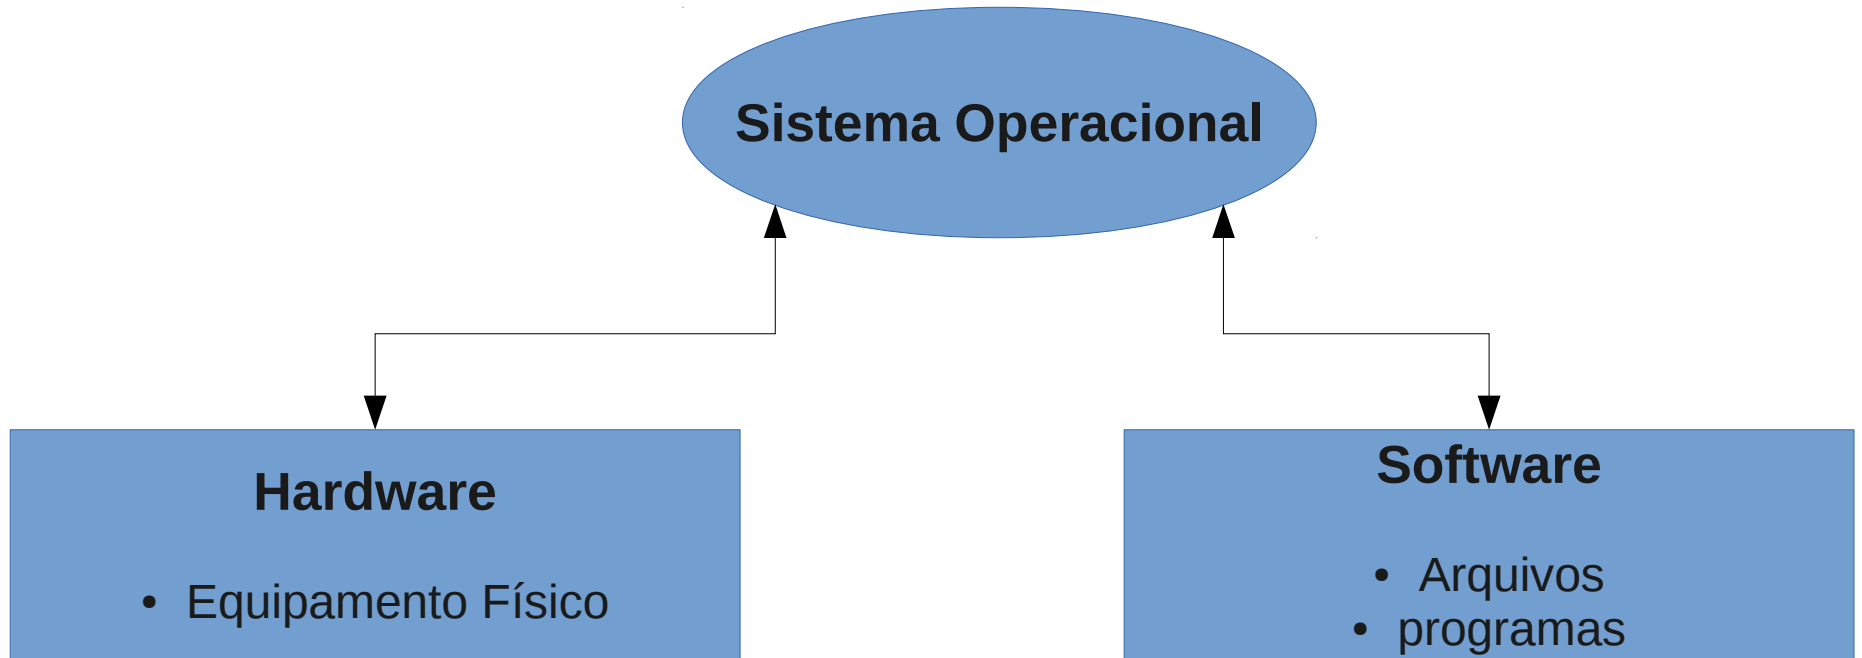 Sistema Operacional
Hardware
• Equipamento Físico
Software
• Arquivos
• programas